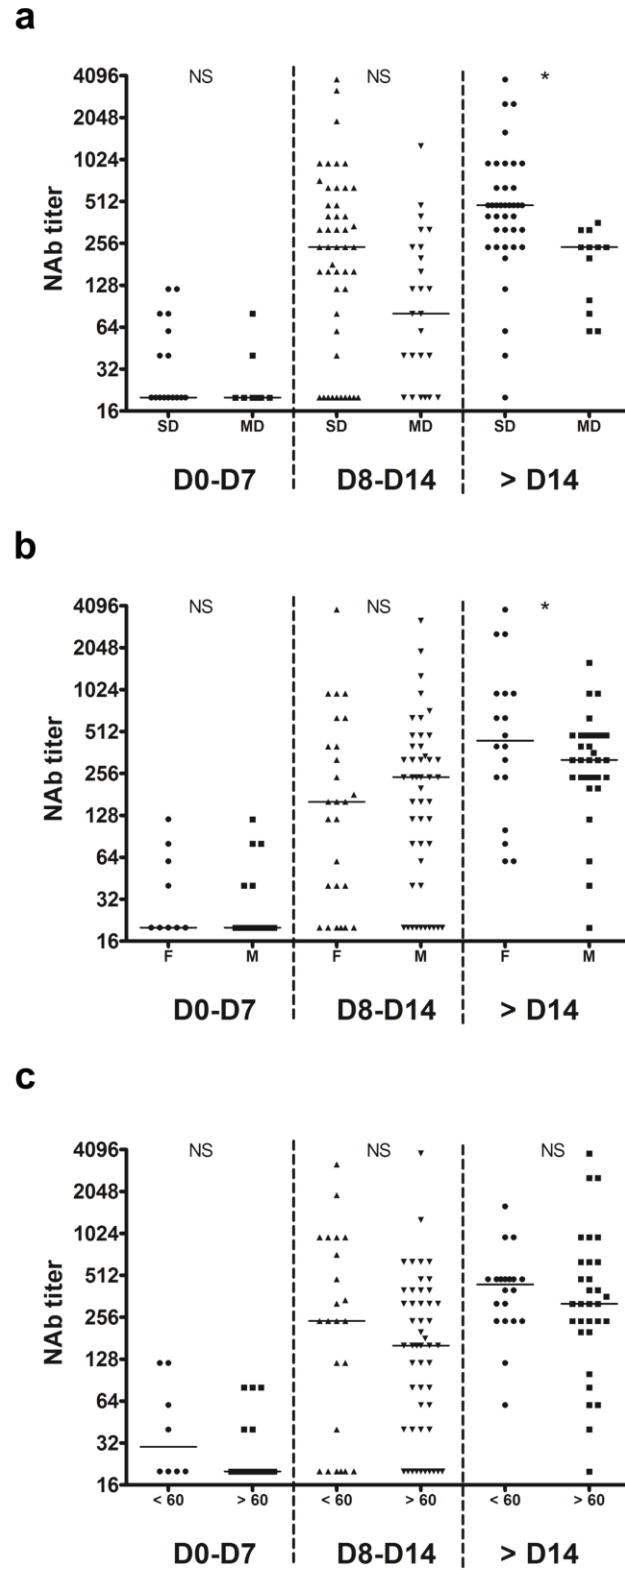 a
NS NS *
4096
2048
1024
512
256
128
64
32
16
NAb titer
SD MD SD MD SD MD
D0-D7 D8-D14 > D14
b
NS NS *
4096
2048
1024
512
256
128
64
32
16
NAb titer
F M F M F M
D0-D7 D8-D14 > D14
c
NS NS NS
4096
2048
1024
512
256
128
64
32
16
NAb titer
< 60 > 60 < 60 > 60 < 60 > 60
D0-D7 D8-D14 > D14